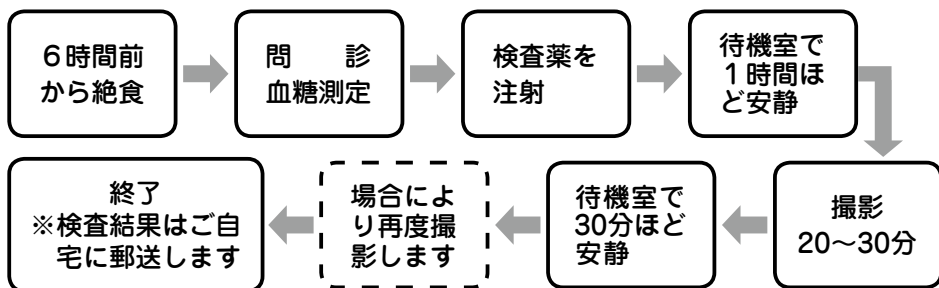 6時間前
から絶食
問　　診
血糖測定
検査薬を
注射
待機室で
1時間ほ
ど安静
撮影
20〜30分
待機室で
30分ほど
安静
場合によ
り再度撮
影します
終了
※検査結果はご自
宅に郵送します